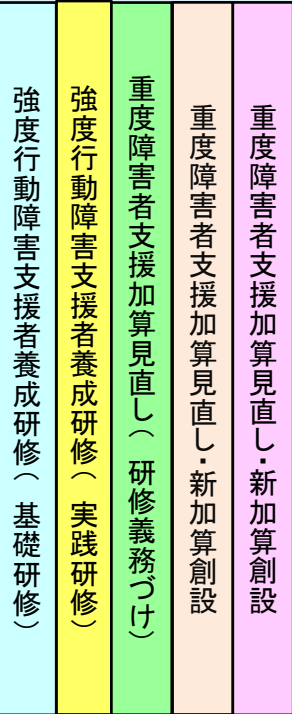 強度行動障害支援者養成研修（基礎研修）
強度行動障害支援者養成研修（実践研修）
重度障害者支援加算見直し（研修義務づけ）
重度障害者支援加算見直し・新加算創設
重度障害者支援加算見直し・新加算創設